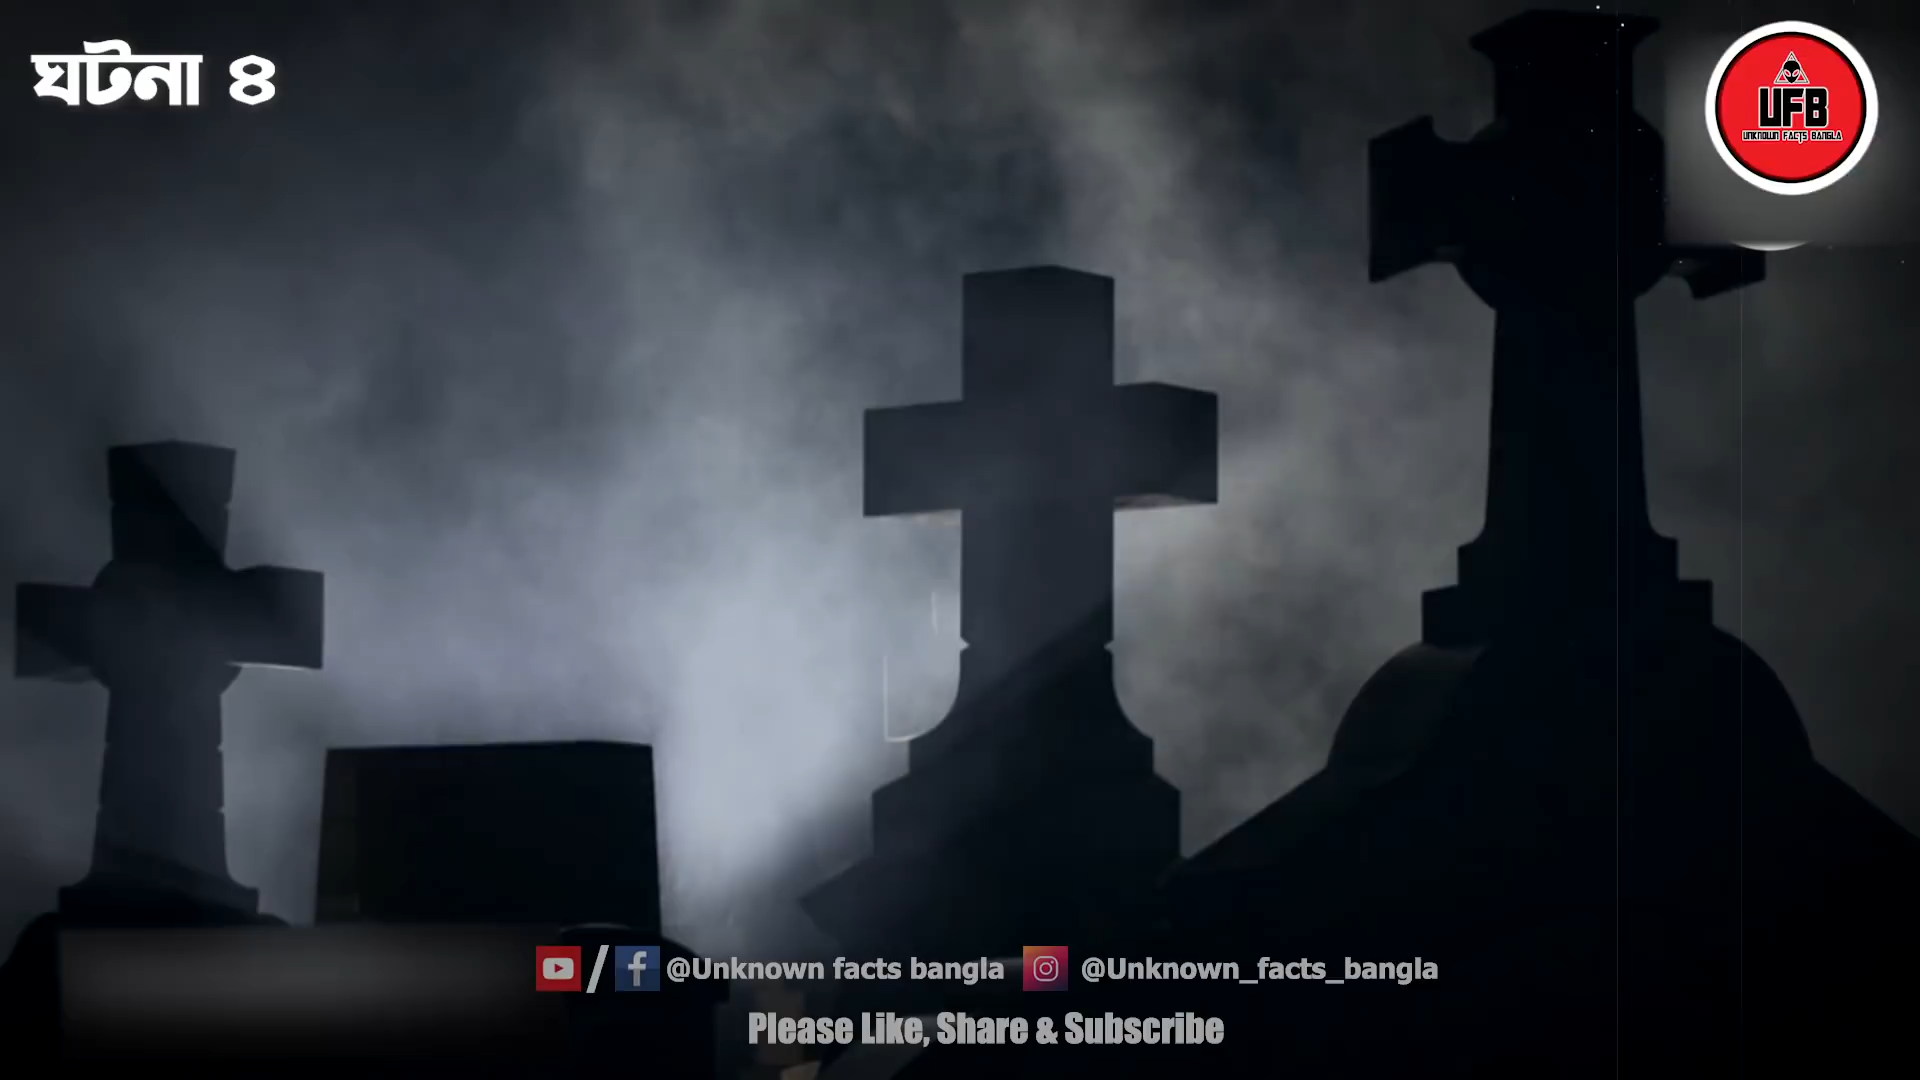 ঘটনা ৪
UFB
UNKNOWN FACTS BANGLA
@Unknown facts bangla @Unknown_facts_bangla
Please Like, Share & Subscribe